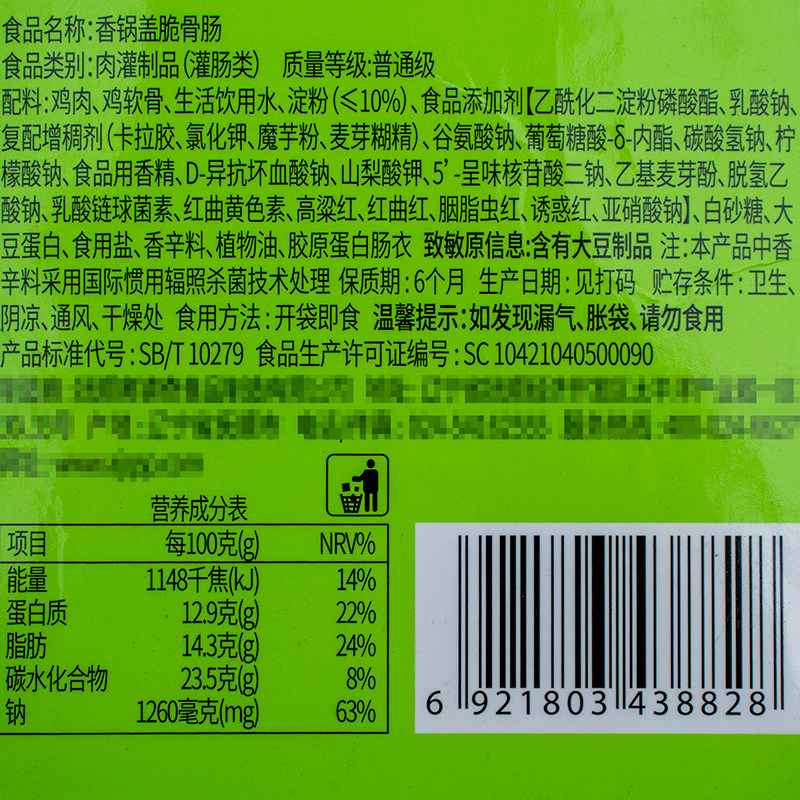 食品名称:香锅盖脆骨肠
食品类别:肉灌制品(灌肠类) 质量等级:普通级
配料:鸡肉、鸡软骨、生活饮用水、淀粉(≤10%)、食品添加剂【乙酰化二淀粉磷酸酯、乳酸钠、
复配增稠剂(卡拉胶、氯化钾、魔芋粉、麦芽糊精)、谷氨酸钠、葡萄糖酸-δ-内酯、碳酸氢钠、柠
檬酸钠、食品用香精、D-异抗坏血酸钠、山梨酸钾、5’-呈味核苷酸二钠、乙基麦芽酚、脱氢乙
酸钠、乳酸链球菌素、红曲黄色素、高粱红、红曲红、胭脂虫红、诱惑红、亚硝酸钠】、白砂糖、大
豆蛋白、食用盐、香辛料、植物油、胶原蛋白肠衣 致敏原信息:含有大豆制品 注:本产品中香
辛料采用国际惯用辐照杀菌技术处理 保质期:6个月 生产日期:见打码 贮存条件:卫生、
阴凉、通风、干燥处 食用方法:开袋即食 温馨提示:如发现漏气、胀袋、请勿食用
产品标准代号:SB/T 10279 食品生产许可证编号:SC 10421040500090
营养成分表
项目 每100克(g) NRV%
能量 1148千焦(kJ) 14%
蛋白质 12.9克(g) 22%
脂肪 14.3克(g) 24%
碳水化合物 23.5克(g) 8%
钠 1260毫克(mg) 63%
6 921803 438828